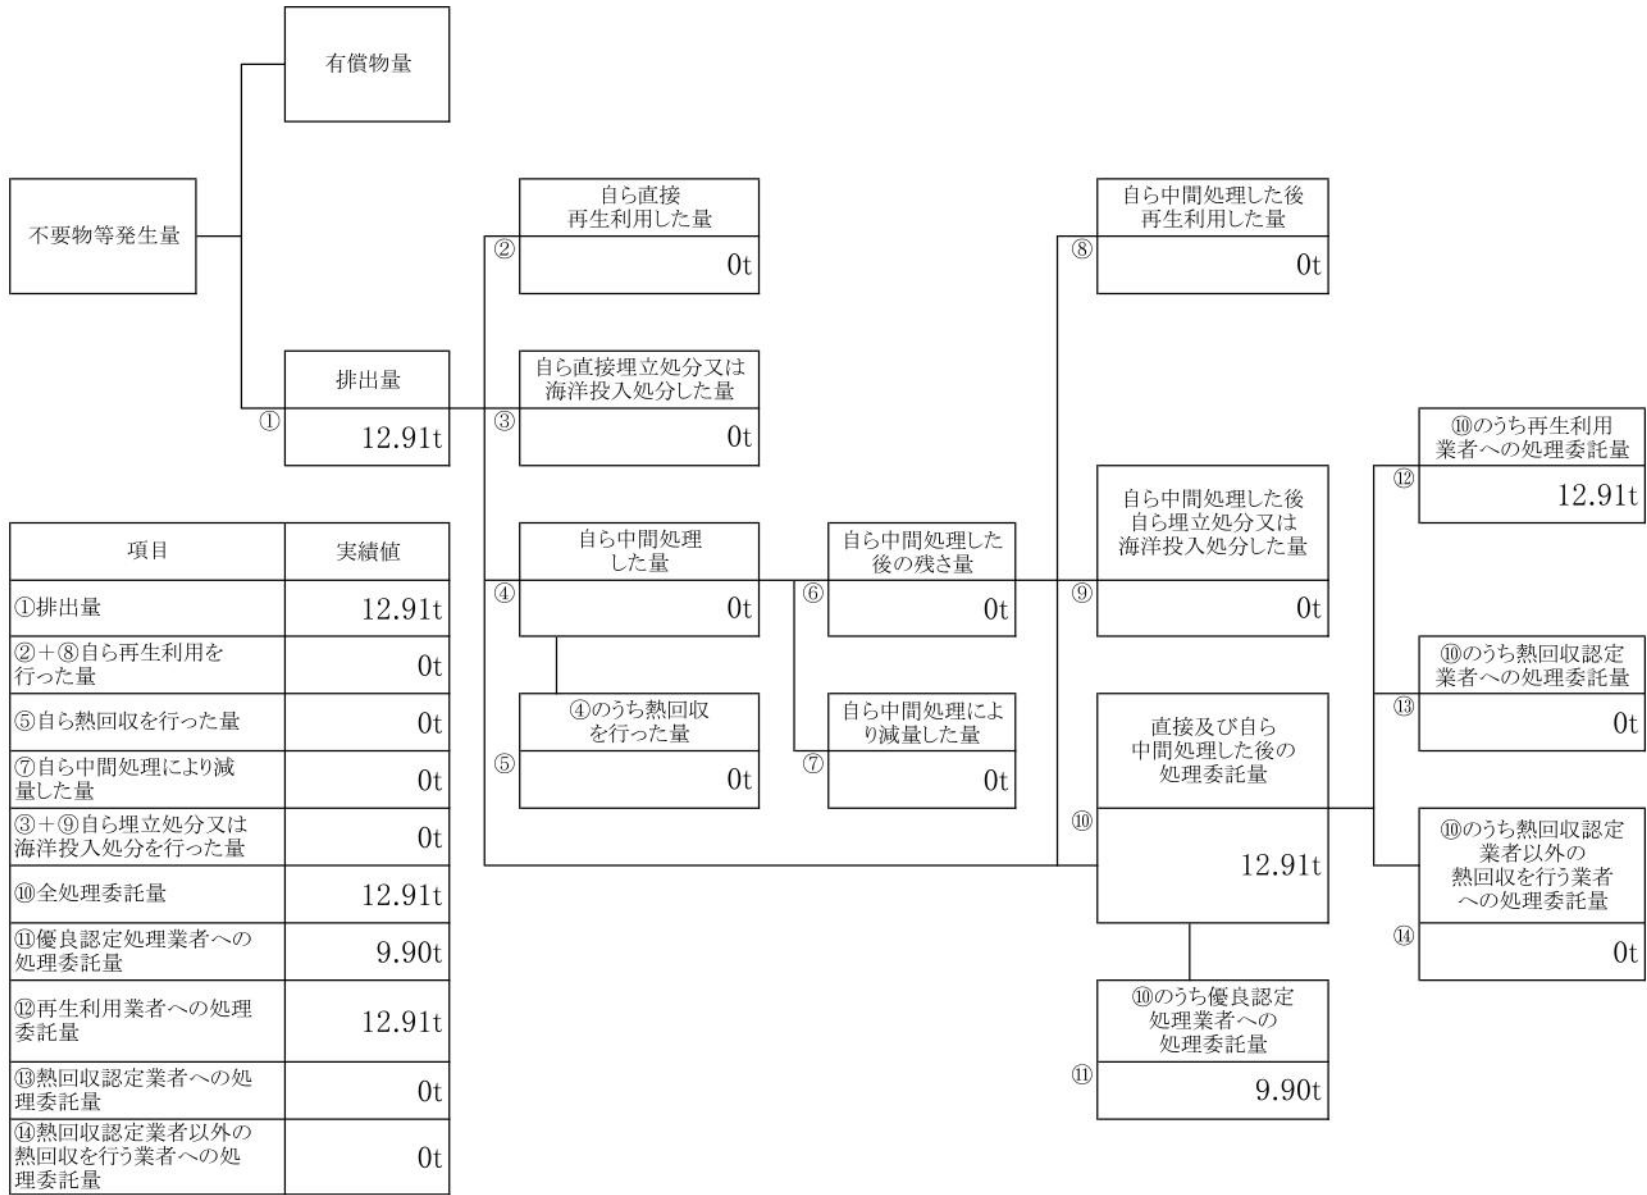 有償物量
不要物等発生量
自ら直接
再生利用した量
②
0t
自ら中間処理した後
再生利用した量
⑧
0t
排出量
①
12.91t
自ら直接埋立処分又は
海洋投入処分した量
③
0t
⑩のうち再生利用
業者への処理委託量
⑫
12.91t
自ら中間処理
した量
④
0t
自ら中間処理した
後の残さ量
⑥
0t
自ら中間処理した後
自ら埋立処分又は
海洋投入処分した量
⑨
0t
⑩のうち熱回収認定
業者への処理委託量
⑬
0t
④のうち熱回収
を行った量
⑤
0t
自ら中間処理によ
り減量した量
⑦
0t
直接及び自ら
中間処理した後の
処理委託量
⑩
12.91t
⑩のうち熱回収認定
業者以外の
熱回収を行う業者
への処理委託量
⑭
0t
⑩のうち優良認定
処理業者への
処理委託量
⑪
9.90t
項目 実績値
①排出量 12.91t
②+⑧自ら再生利用を
行った量
0t
⑤自ら熱回収を行った量 0t
⑦自ら中間処理により減
量した量
0t
③+⑨自ら埋立処分又は
海洋投入処分を行った量
0t
⑩全処理委託量 12.91t
⑪優良認定処理業者への
処理委託量
9.90t
⑫再生利用業者への処理
委託量
12.91t
⑬熱回収認定業者への処
理委託量
0t
⑭熱回収認定業者以外の
熱回収を行う業者への処
理委託量
0t